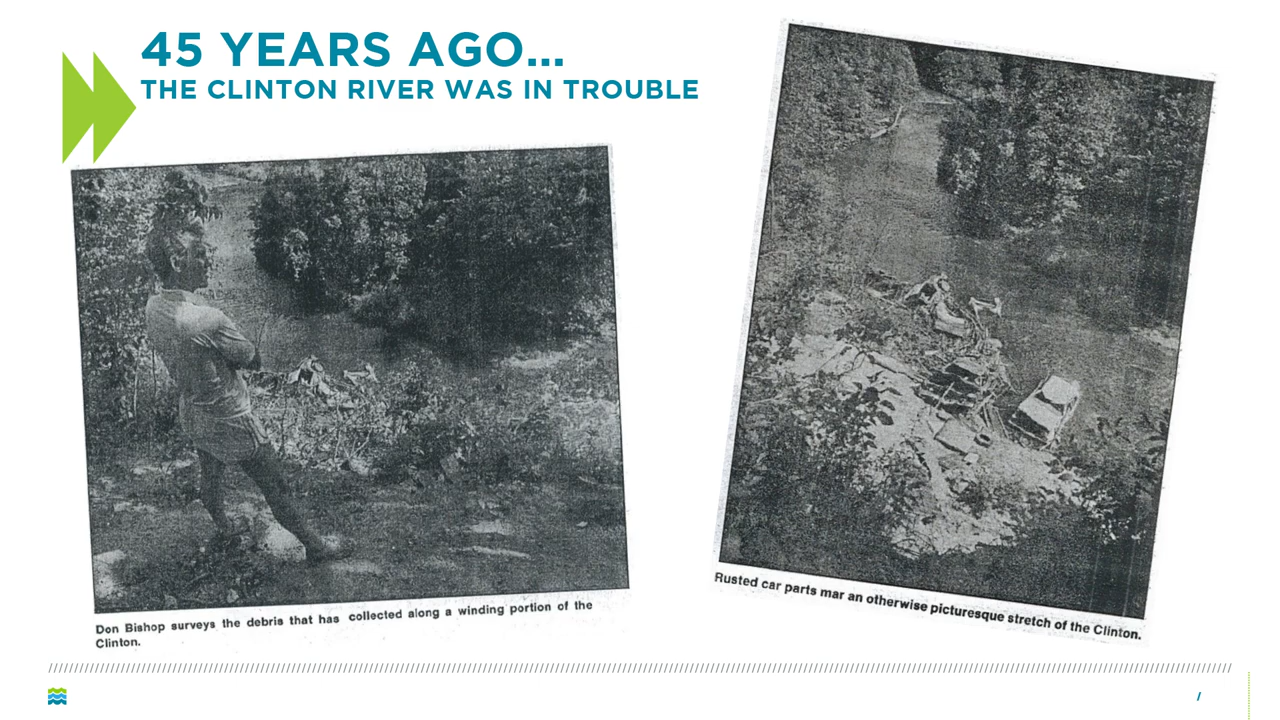 45 YEARS AGO...
THE CLINTON RIVER WAS IN TROUBLE
Don Bishop surveys the debris that has collected along a winding portion of the
Clinton.
Rusted car parts mar an otherwise picturesque stretch of the Clinton.
/